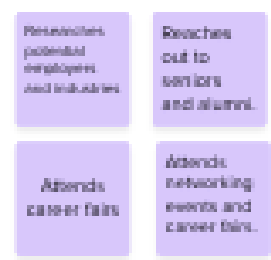 Researches
potential
employees
and industries
Reaches
out to
seniors
and alumni.
Attends
career fairs
Attends
networking
events and
career fairs.